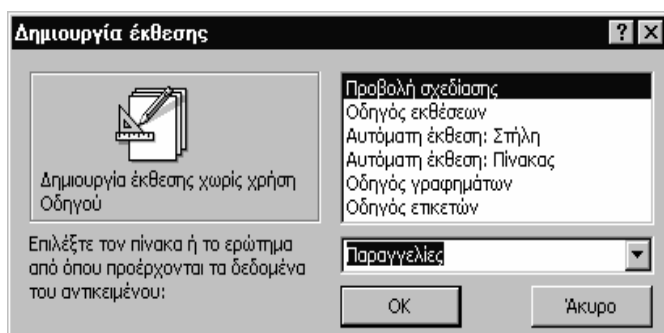 Δημιουργία έκθεσης
Δημιουργία έκθεσης χωρίς χρήση
Οδηγού
Επιλέξτε τον πίνακα ή το ερώτημα
από όπου προέρχονται τα δεδομένα
του αντικειμένου:
Προβολή σχεδίασης
Οδηγός εκθέσεων
Αυτόματη έκθεση: Στήλη
Αυτόματη έκθεση: Πίνακας
Οδηγός γραφημάτων
Οδηγός ετικετών
Παραγγελίες
OK
Άκυρο